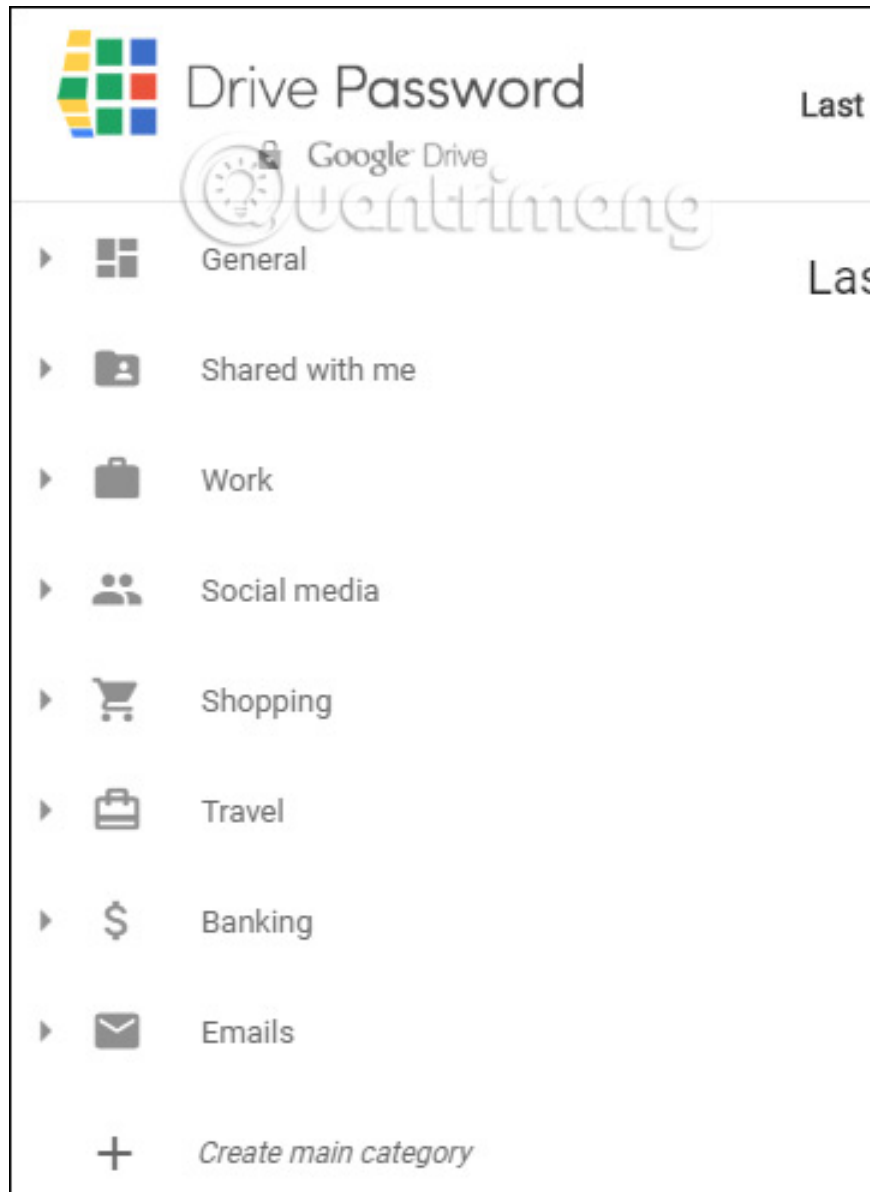 Drive Password
Last
Google Drive
Quantrimang
General
Las
Shared with me
Work
Social media
Shopping
Travel
Banking
Emails
Create main category